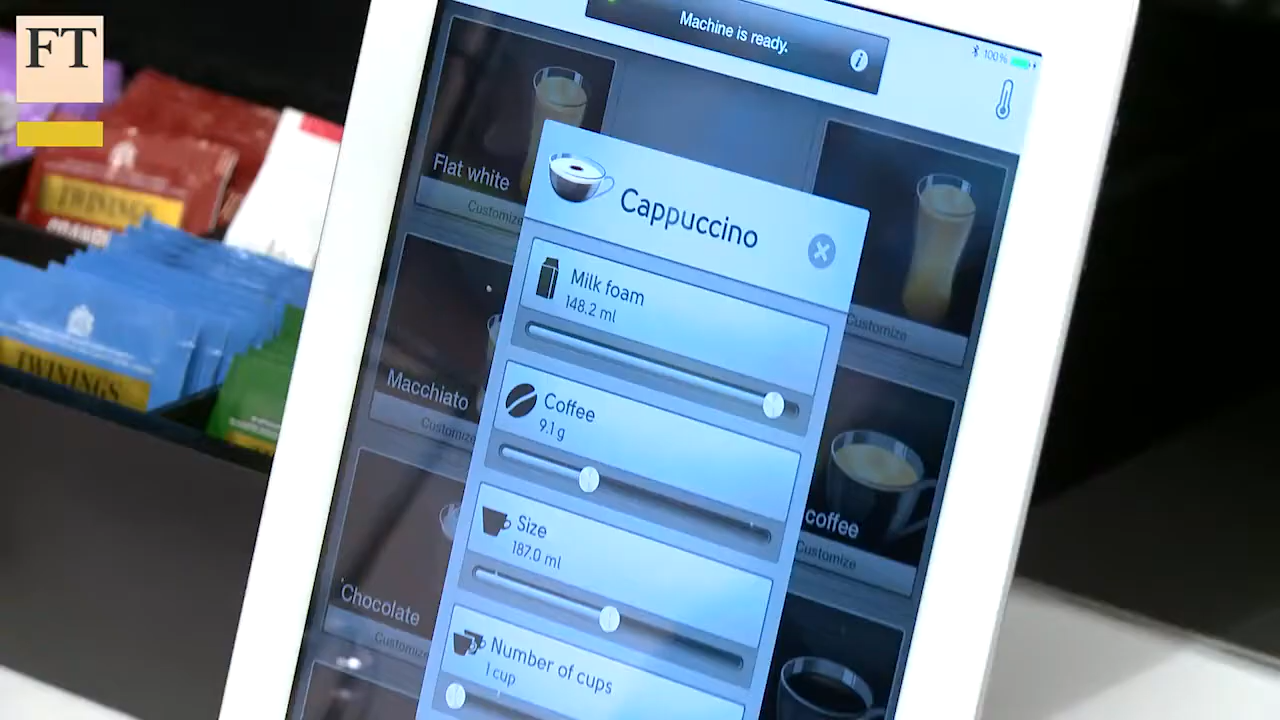 FT
Machine is ready.
i
100%
Flat white
Customize
Cappuccino
Milk foam
148.2 ml
Customize
Macchiato
Customize
Coffee
9.1 g
coffee
Customize
Size
187.0 ml
Chocolate
Customize
Number of cups
1 cup
TWININGS
TWININGS